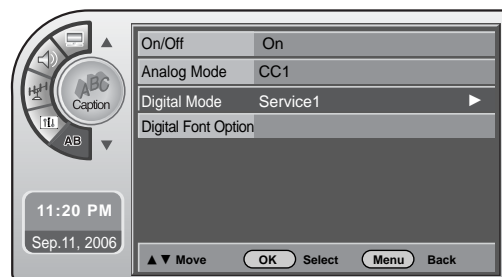 On/Off On
Analog Mode CC1
Digital Mode Service1
Digital Font Option
ABC
Caption
AB
11:20 PM
Sep.11, 2006
▲ ▼ Move OK Select Menu Back